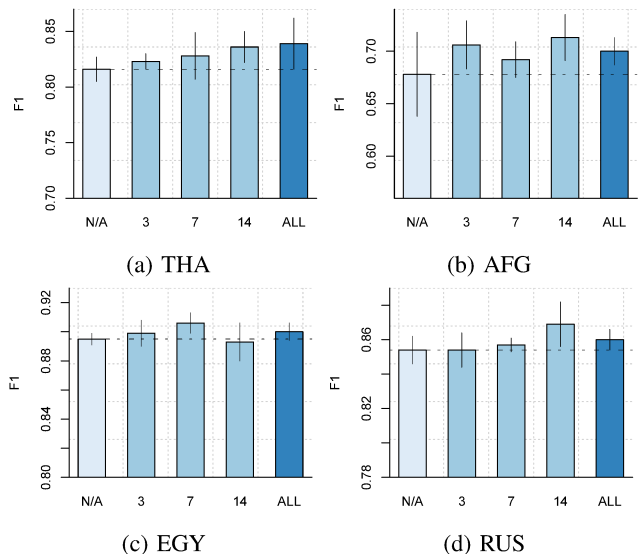 0.85
0.80
0.75
0.70
F1
N/A 3 7 14 ALL
(a) THA
0.70
0.65
0.60
F1
N/A 3 7 14 ALL
(b) AFG
0.92
0.88
0.84
0.80
F1
N/A 3 7 14 ALL
(c) EGY
0.86
0.82
0.78
F1
N/A 3 7 14 ALL
(d) RUS